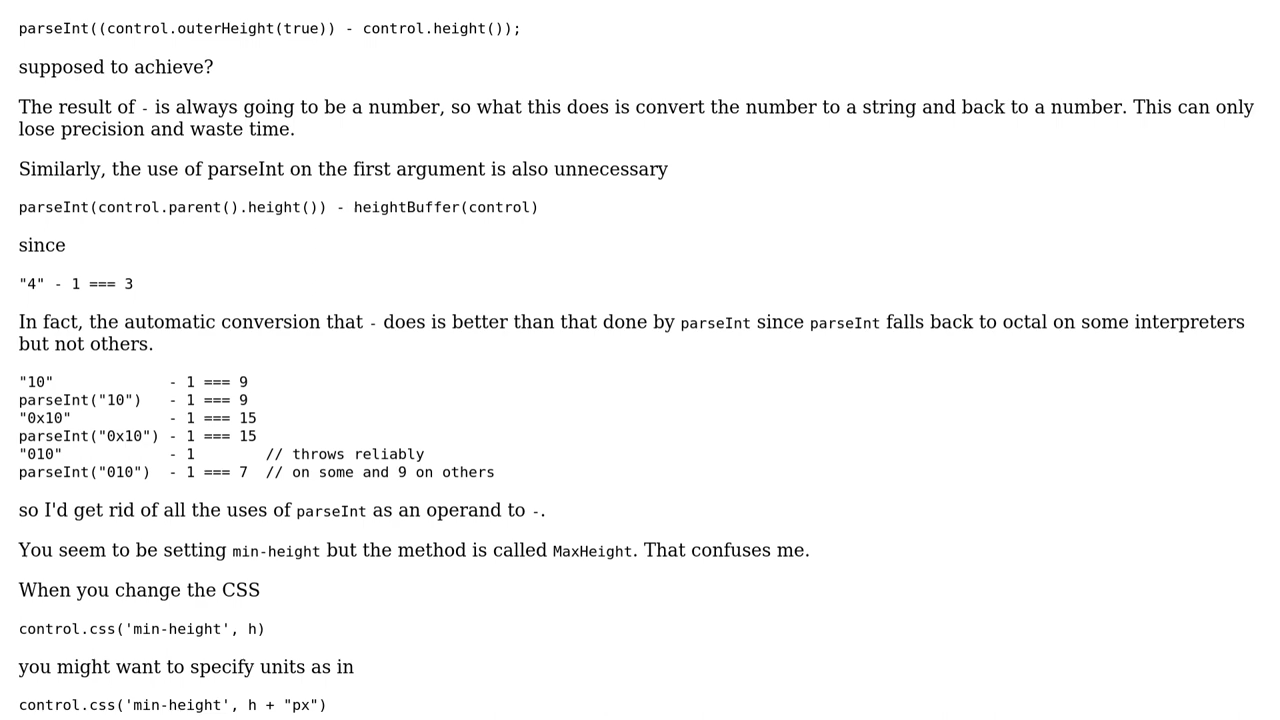 parseInt((control.outerHeight(true)) - control.height());
supposed to achieve?
The result of - is always going to be a number, so what this does is convert the number to a string and back to a number. This can only
lose precision and waste time.
Similarly, the use of parseInt on the first argument is also unnecessary
parseInt(control.parent().height()) - heightBuffer(control)
since
"4" - 1 === 3
In fact, the automatic conversion that - does is better than that done by parseInt since parseInt falls back to octal on some interpreters
but not others.
"10"             - 1 === 9
parseInt("10")   - 1 === 9
"0x10"           - 1 === 15
parseInt("0x10") - 1 === 15
"010"            - 1        // throws reliably
parseInt("010")  - 1 === 7  // on some and 9 on others
so I'd get rid of all the uses of parseInt as an operand to -.
You seem to be setting min-height but the method is called MaxHeight. That confuses me.
When you change the CSS
control.css('min-height', h)
you might want to specify units as in
control.css('min-height', h + "px")